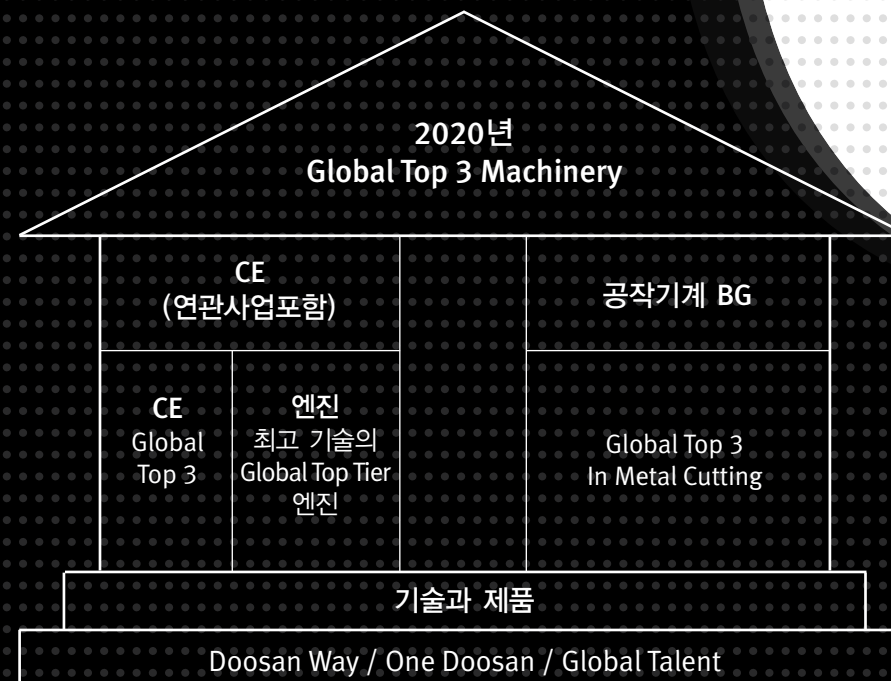 2020년
Global Top 3 Machinery
CE
(연관사업포함)
공작기계 BG
CE
Global
Top 3
엔진
최고 기술의
Global Top Tier
엔진
Global Top 3
In Metal Cutting
기술과 제품
Doosan Way / One Doosan / Global Talent